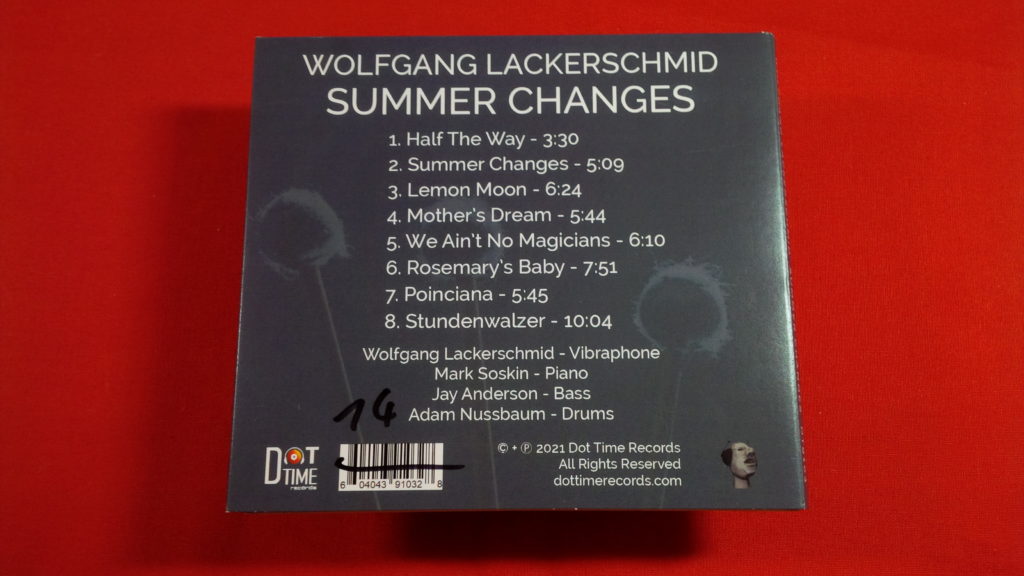 WOLFGANG LACKERSCHMID
SUMMER CHANGES
1. Half The Way - 3:30
2. Summer Changes - 5:09
3. Lemon Moon - 6:24
4. Mother's Dream - 5:44
5. We Ain't No Magicians - 6:10
6. Rosemary's Baby - 7:51
7. Poinciana - 5:45
8. Stundenwalzer - 10:04
Wolfgang Lackerschmid - Vibraphone
Mark Soskin - Piano
Jay Anderson - Bass
Adam Nussbaum - Drums
14
DOT
TIME
records
6 04043 91032 8
© + ℗ 2021 Dot Time Records
All Rights Reserved
dottimerecords.com